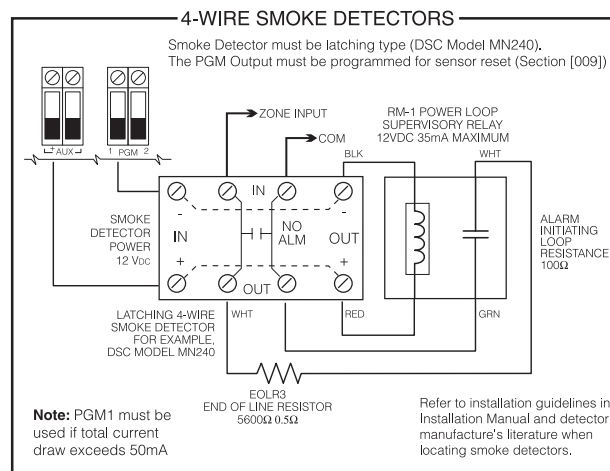 4-WIRE SMOKE DETECTORS
Smoke Detector must be latching type (DSC Model MN240).
The PGM Output must be programmed for sensor reset (Section [009])
ZONE INPUT
COM
RM-1 POWER LOOP
SUPERVISORY RELAY
12VDC 35mA MAXIMUM
+ AUX -
1 PGM 2
BLK
WHT
SMOKE
DETECTOR
POWER
12 VDC
-
IN
-
IN
NO
ALM
OUT
+
+
OUT
ALARM
INITIATING
LOOP
RESISTANCE
100Ω
LATCHING 4-WIRE
SMOKE DETECTOR
FOR EXAMPLE,
DSC MODEL MN240
WHT
RED
GRN
EOLR3
END OF LINE RESISTOR
5600Ω 0.5Ω
Note: PGM1 must be
used if total current
draw exceeds 50mA
Refer to installation guidelines in
Installation Manual and detector
manufacture's literature when
locating smoke detectors.